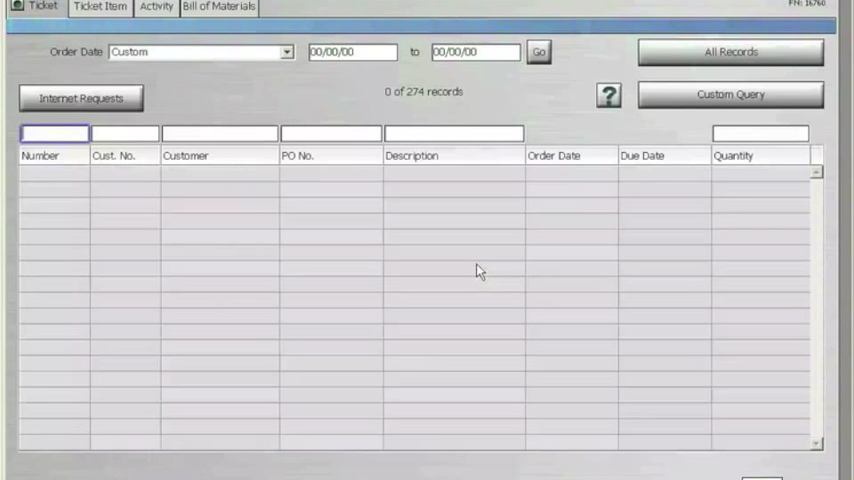 Ticket Ticket Item Activity Bill of Materials FN: 16760
Order Date Custom 00/00/00 to 00/00/00 Go All Records
Internet Requests 0 of 274 records ? Custom Query
Number Cust. No. Customer PO No. Description Order Date Due Date Quantity